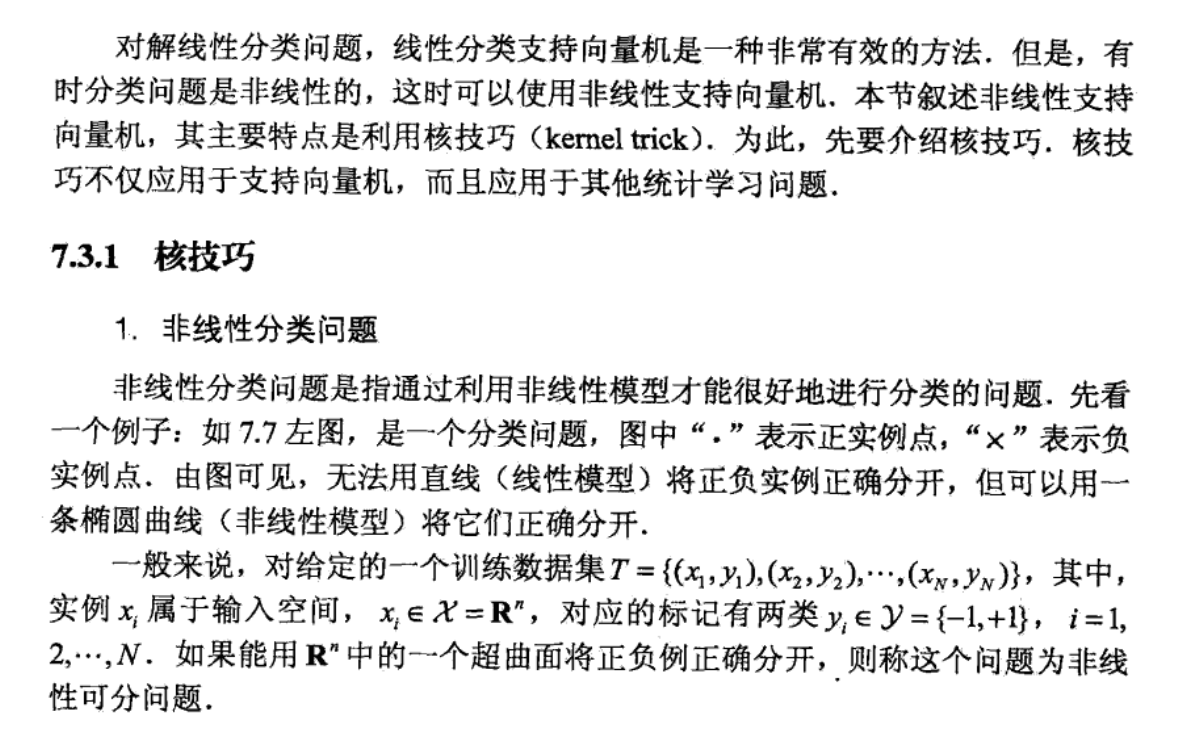 对解线性分类问题，线性分类支持向量机是一种非常有效的方法．但是，有
时分类问题是非线性的，这时可以使用非线性支持向量机．本节叙述非线性支持
向量机，其主要特点是利用核技巧（kernel trick）．为此，先要介绍核技巧．核技
巧不仅应用于支持向量机，而且应用于其他统计学习问题．
7.3.1 核技巧
1. 非线性分类问题
非线性分类问题是指通过利用非线性模型才能很好地进行分类的问题．先看
一个例子：如 7.7 左图，是一个分类问题，图中“·”表示正实例点，“×”表示负
实例点．由图可见，无法用直线（线性模型）将正负实例正确分开，但可以用一
条椭圆曲线（非线性模型）将它们正确分开．
一般来说，对给定的一个训练数据集 T = {(x₁, y₁), (x₂, y₂), ⋯, (x_N, y_N)}，其中，
实例 x_i 属于输入空间，x_i ∈ 𝒳 = **R**ⁿ，对应的标记有两类 y_i ∈ 𝒴 = {−1, +1}，i = 1,
2, ⋯, N．如果能用 **R**ⁿ 中的一个超曲面将正负例正确分开，则称这个问题为非线
性可分问题．